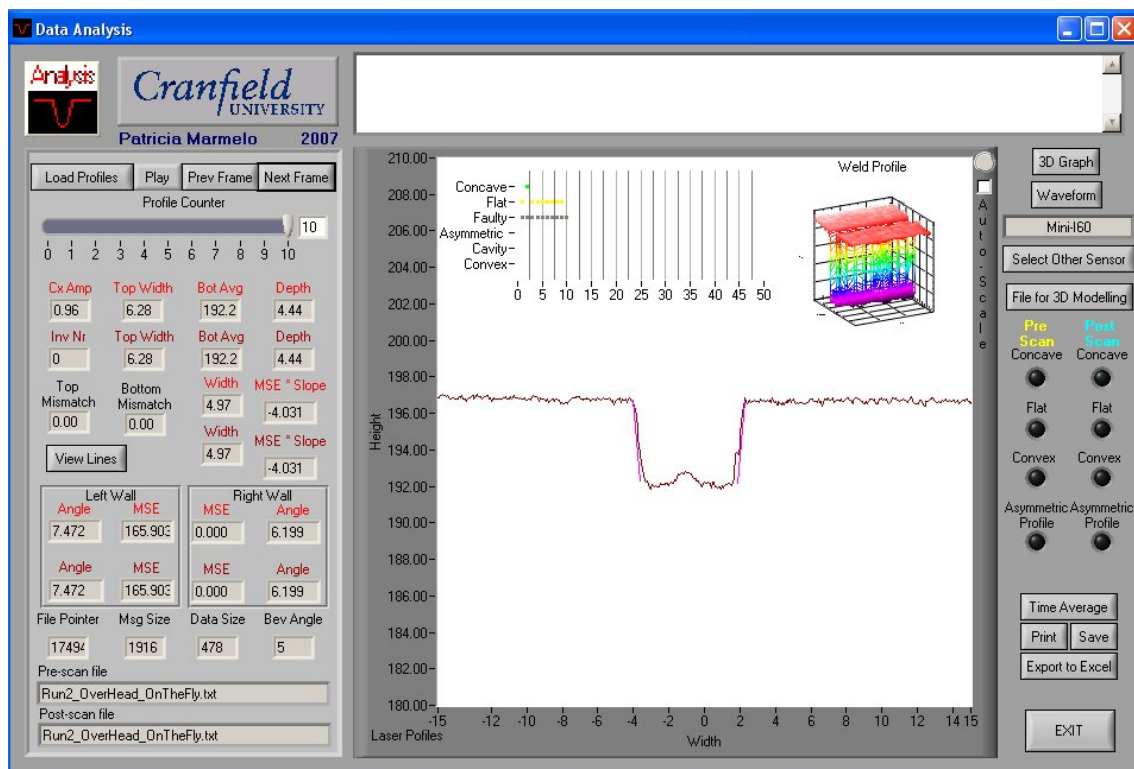 Data Analysis
Analysis
Cranfield
UNIVERSITY
Patricia Marmelo 2007
Load Profiles Play Prev Frame Next Frame
Profile Counter
10
0 1 2 3 4 5 6 7 8 9 10
Cx Amp Top Width Bot Avg Depth
0.96 6.28 192.2 4.44
Inv Nr Top Width Bot Avg Depth
0 6.28 192.2 4.44
Top Mismatch Bottom Mismatch Width MSE * Slope
0.00 0.00 4.97 -4.031
Width MSE * Slope
4.97 -4.031
View Lines
Left Wall Right Wall
Angle MSE MSE Angle
7.472 165.903 0.000 6.199
Angle MSE MSE Angle
7.472 165.903 0.000 6.199
File Pointer Msg Size Data Size Bev Angle
17494 1916 478 5
Pre-scan file
Run2_OverHead_OnTheFly.txt
Post-scan file
Run2_OverHead_OnTheFly.txt
210.00
208.00
206.00
204.00
202.00
200.00
198.00
196.00
194.00
192.00
190.00
188.00
186.00
184.00
182.00
180.00
Height
-15 -12 -10 -8 -6 -4 -2 0 2 4 6 8 10 12 14 15
Width
Laser Pofiles
Concave
Flat
Faulty
Asymmetric
Cavity
Convex
0 5 10 15 20 25 30 35 40 45 50
Weld Profile
Auto-Scale
3D Graph
Waveform
Mini-I60
Select Other Sensor
File for 3D Modelling
Pre Scan Post Scan
Concave Concave
Flat Flat
Convex Convex
Asymmetric Profile Asymmetric Profile
Time Average
Print Save
Export to Excel
EXIT